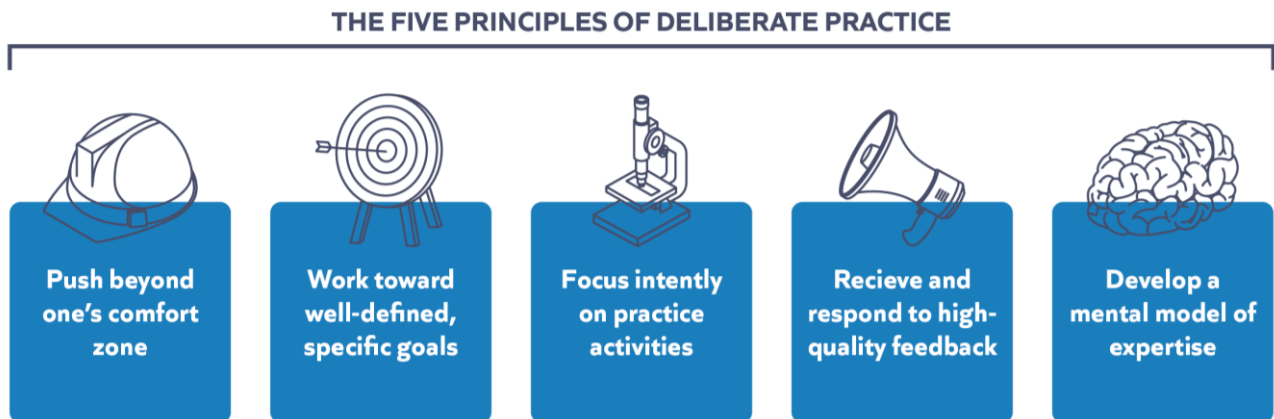 THE FIVE PRINCIPLES OF DELIBERATE PRACTICE
Push beyond
one's comfort
zone
Work toward
well-defined,
specific goals
Focus intently
on practice
activities
Recieve and
respond to high-
quality feedback
Develop a
mental model of
expertise